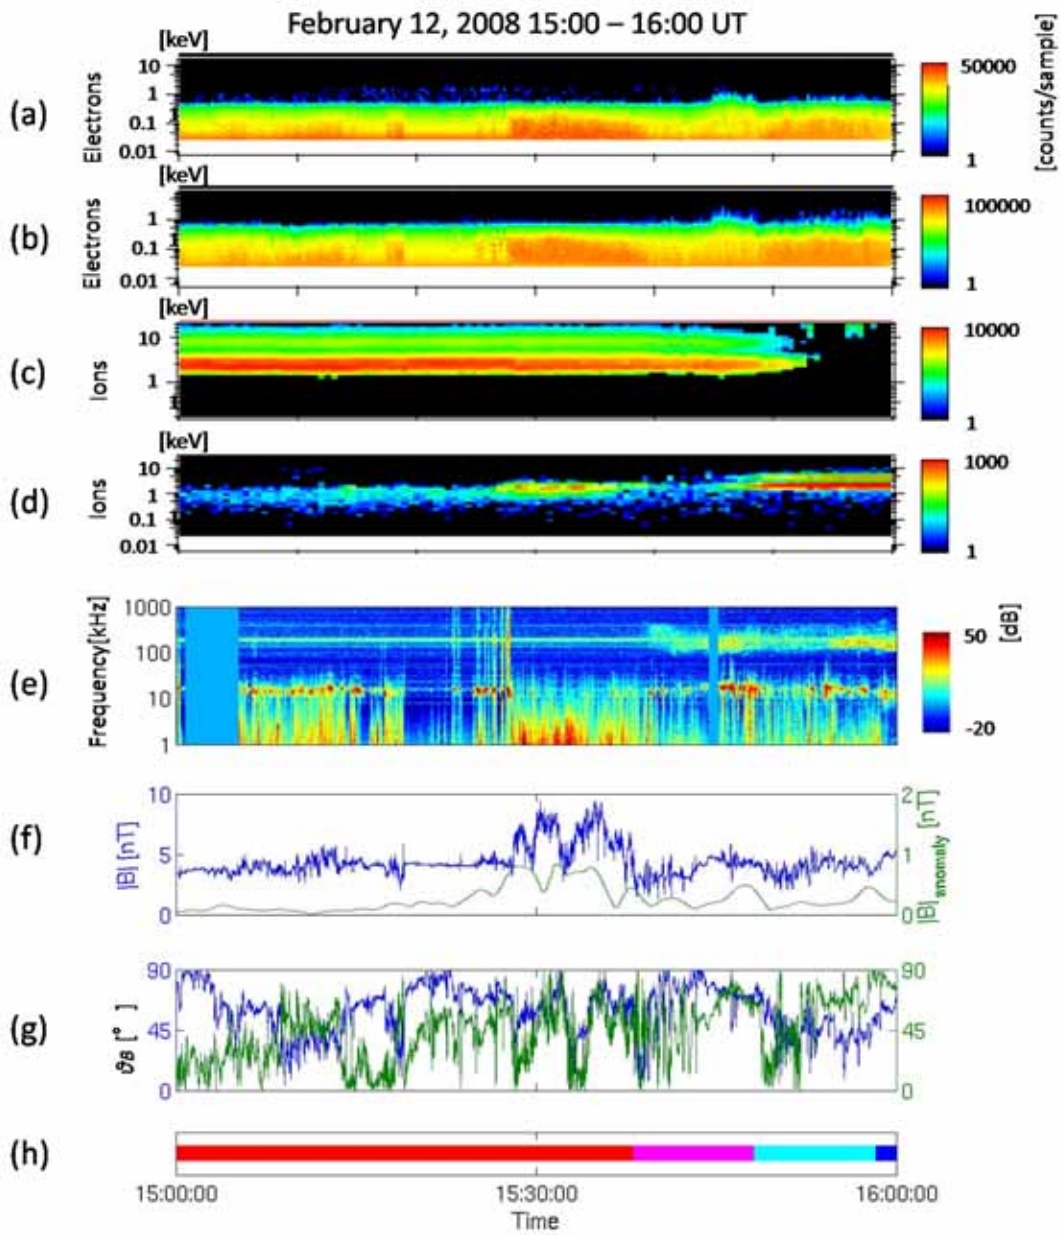 February 12, 2008 15:00 – 16:00 UT
[keV]
[counts/sample]
(a)
Electrons
10
1
0.1
0.01
50000
1
[keV]
(b)
Electrons
1
0.1
0.01
100000
1
[keV]
(c)
Ions
10
1
10000
1
[keV]
(d)
Ions
10
1
0.1
0.01
1000
1
(e)
Frequency[kHz]
1000
100
10
1
[dB]
50
-20
(f)
|B| [nT]
10
5
0
2
1
0
|B|anomaly [nT]
(g)
θB [°]
90
45
0
90
45
0
(h)
15:00:00
15:30:00
16:00:00
Time